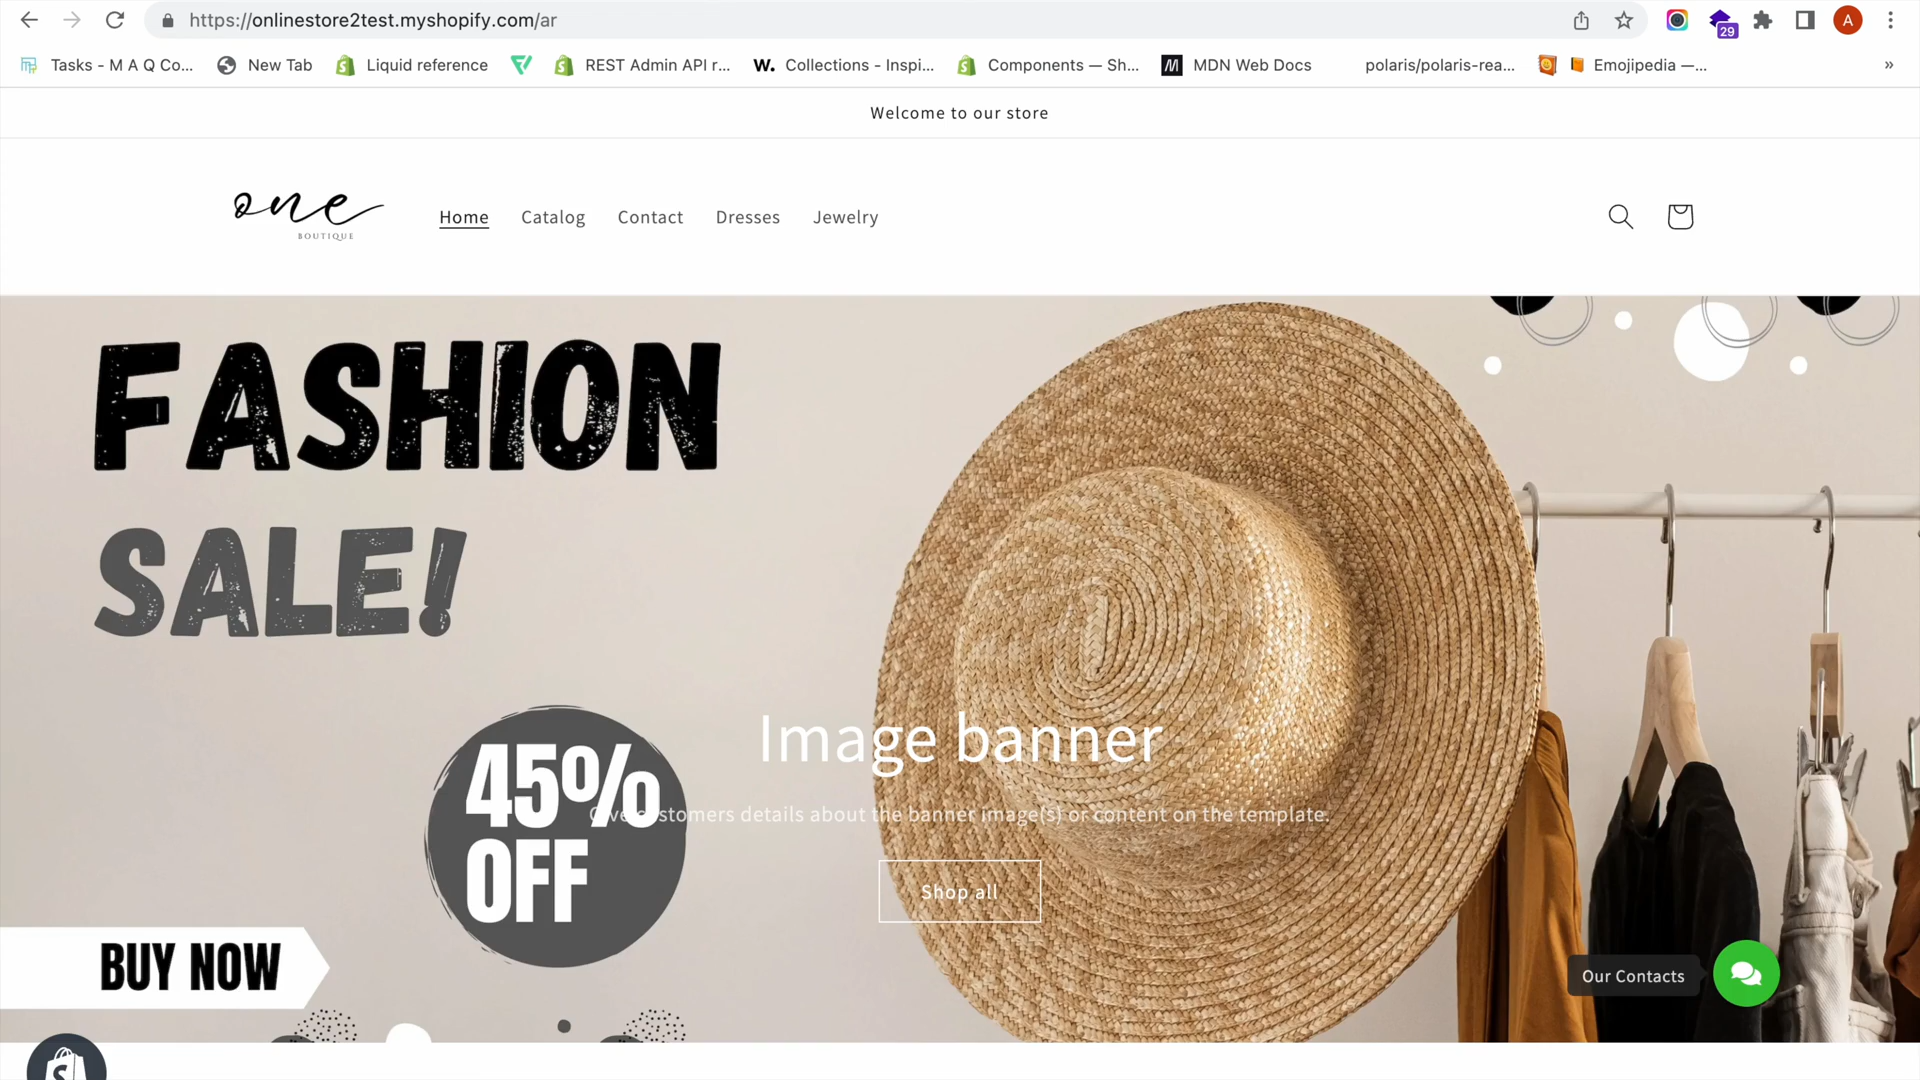 https://onlinestore2test.myshopify.com/ar
A
29
Tasks - M A Q Co...
New Tab
Liquid reference
REST Admin API r...
W. Collections - Inspi...
Components — Sh...
MDN Web Docs
polaris/polaris-rea...
Emojipedia —...
»
Welcome to our store
one
BOUTIQUE
Home
Catalog
Contact
Dresses
Jewelry
FASHION
SALE!
45%
OFF
BUY NOW
Image banner
Give customers details about the banner image(s) or content on the template.
Shop all
Our Contacts